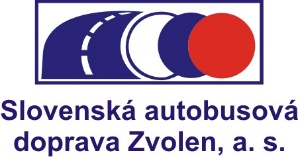 Slovenská autobusová
doprava Zvolen, a. s.